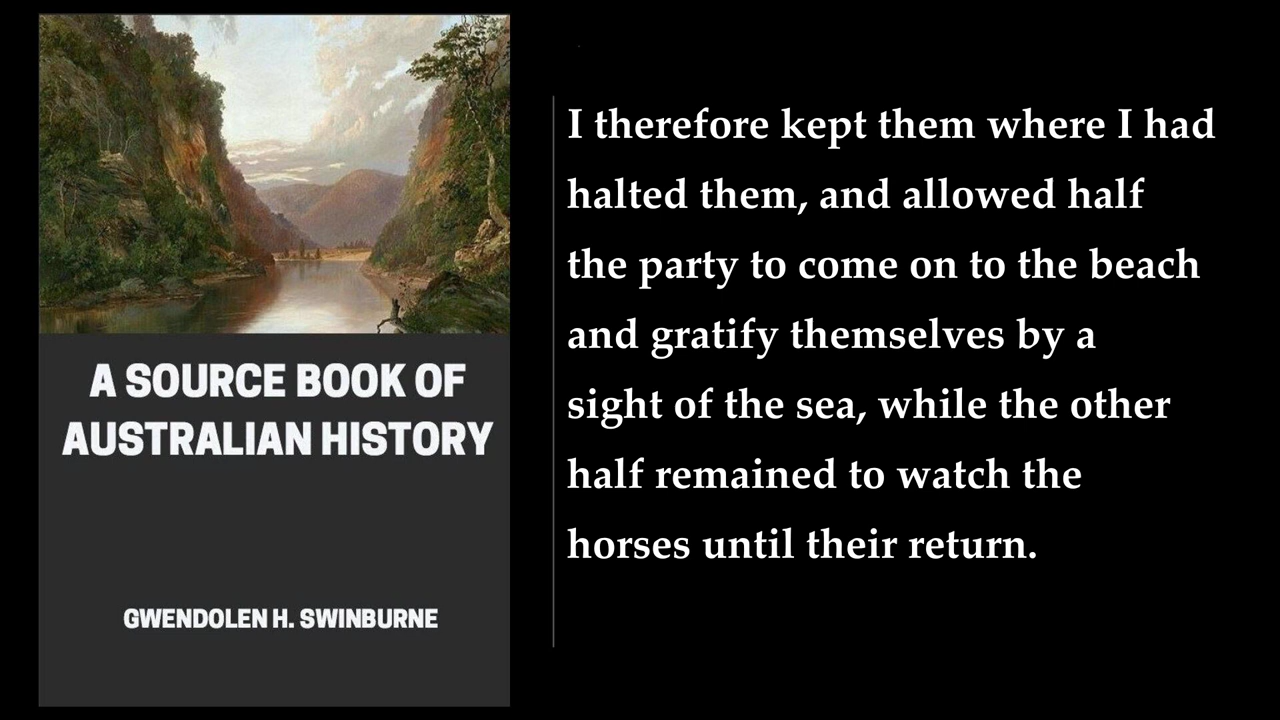 A SOURCE BOOK OF
AUSTRALIAN HISTORY
GWENDOLEN H. SWINBURNE
I therefore kept them where I had
halted them, and allowed half
the party to come on to the beach
and gratify themselves by a
sight of the sea, while the other
half remained to watch the
horses until their return.